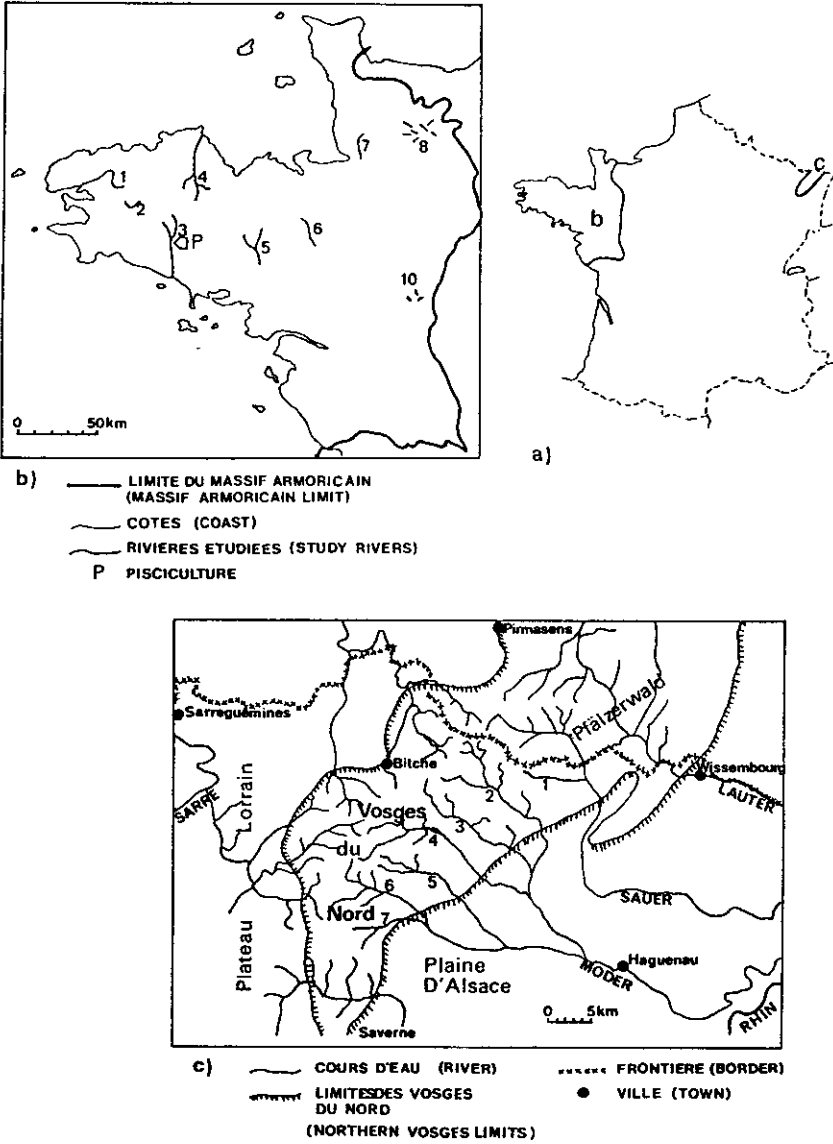 1
2
3
P
4
5
6
7
8
10
0 50km
b)
LIMITE DU MASSIF ARMORICAIN
(MASSIF ARMORICAIN LIMIT)
COTES (COAST)
RIVIERES ETUDIEES (STUDY RIVERS)
P PISCICULTURE
b
C
a)
Pirmasens
Sarreguemines
Pfälzerwald
Bitche
Wissembourg
LAUTER
SARRE
Plateau Lorrain
Vosges
du
Nord
1
2
3
4
5
6
7
SAUER
Plaine
D'Alsace
MODER
Haguenau
RHIN
Saverne
0 5km
c)
COURS D'EAU (RIVER)
FRONTIERE (BORDER)
LIMITES DES VOSGES
DU NORD
VILLE (TOWN)
(NORTHERN VOSGES LIMITS)